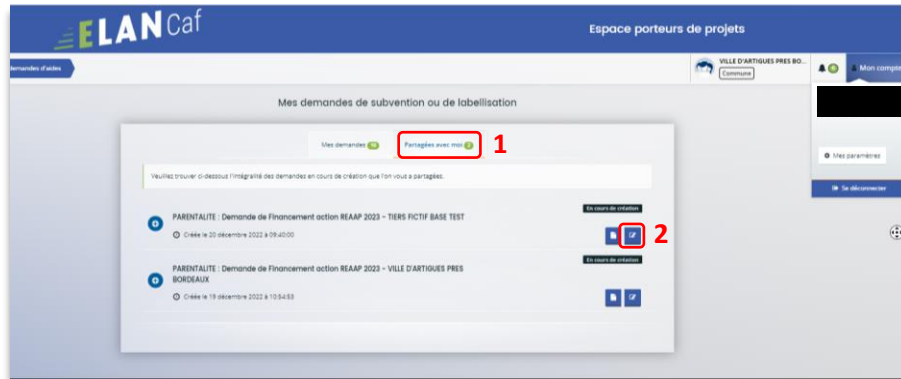 ELAN Caf
Espace porteurs de projets
demandes d'aides
VILLE D'ARTIGUES PRES BO...
Commune
Mon compte
Mes demandes de subvention ou de labellisation
Mes demandes
Partagées avec moi 2
1
Mes paramètres
Veuillez trouver ci-dessous l'intégralité des demandes en cours de création que l'on vous a partagées.
Se déconnecter
En cours de création
PARENTALITE : Demande de Financement action REAAP 2023 - TIERS FICTIF BASE TEST
Créée le 20 décembre 2022 à 09:40:00
2
En cours de création
PARENTALITE : Demande de Financement action REAAP 2023 - VILLE D'ARTIGUES PRES
BORDEAUX
Créée le 19 décembre 2022 à 10:54:53